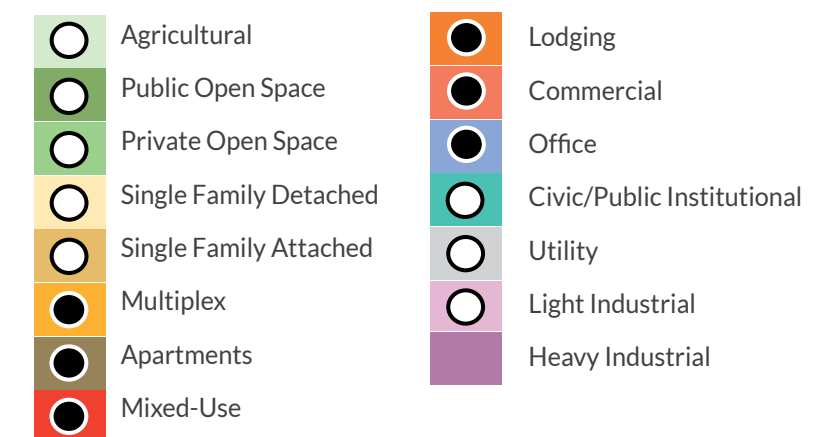 Agricultural
Public Open Space
Private Open Space
Single Family Detached
Single Family Attached
Multiplex
Apartments
Mixed-Use
Lodging
Commercial
Office
Civic/Public Institutional
Utility
Light Industrial
Heavy Industrial